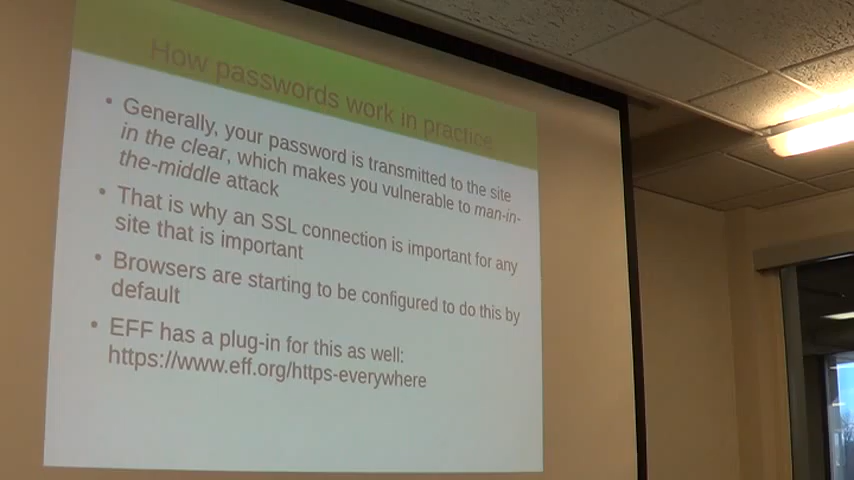 How passwords work in practice
• Generally, your password is transmitted to the site
in the clear, which makes you vulnerable to man-in-
the-middle attack
• That is why an SSL connection is important for any
site that is important
• Browsers are starting to be configured to do this by
default
• EFF has a plug-in for this as well:
https://www.eff.org/https-everywhere